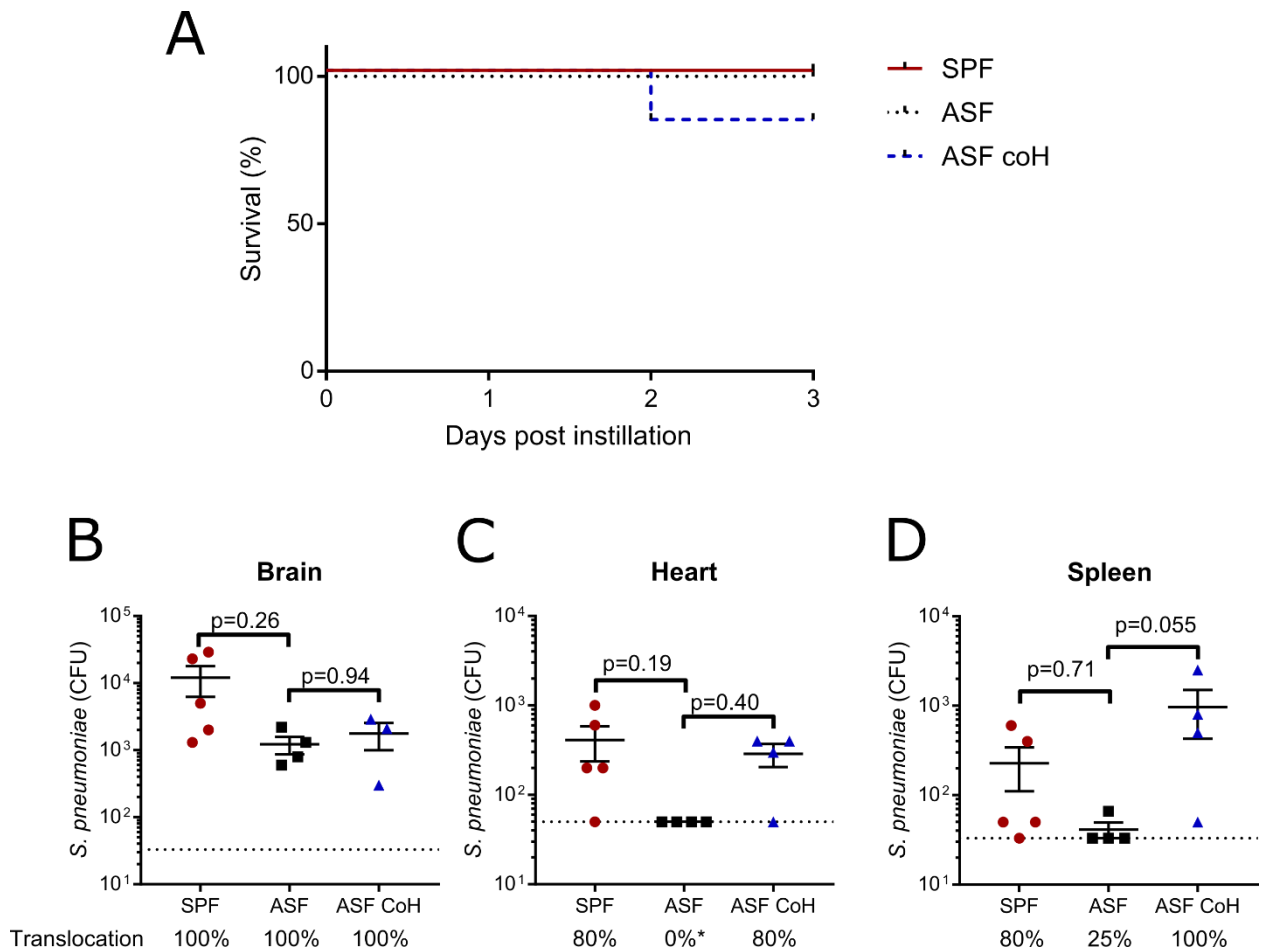 A
Survival (%)
100
50
0
0 1 2 3
Days post instillation
SPF
ASF
ASF coH
B
Brain
S. pneumoniae (CFU)
10^5
10^4
10^3
10^2
10^1
p=0.26
p=0.94
SPF ASF ASF CoH
Translocation 100% 100% 100%
C
Heart
S. pneumoniae (CFU)
10^4
10^3
10^2
10^1
p=0.19
p=0.40
SPF ASF ASF CoH
80% 0%* 80%
D
Spleen
S. pneumoniae (CFU)
10^4
10^3
10^2
10^1
p=0.055
p=0.71
SPF ASF ASF CoH
80% 25% 100%